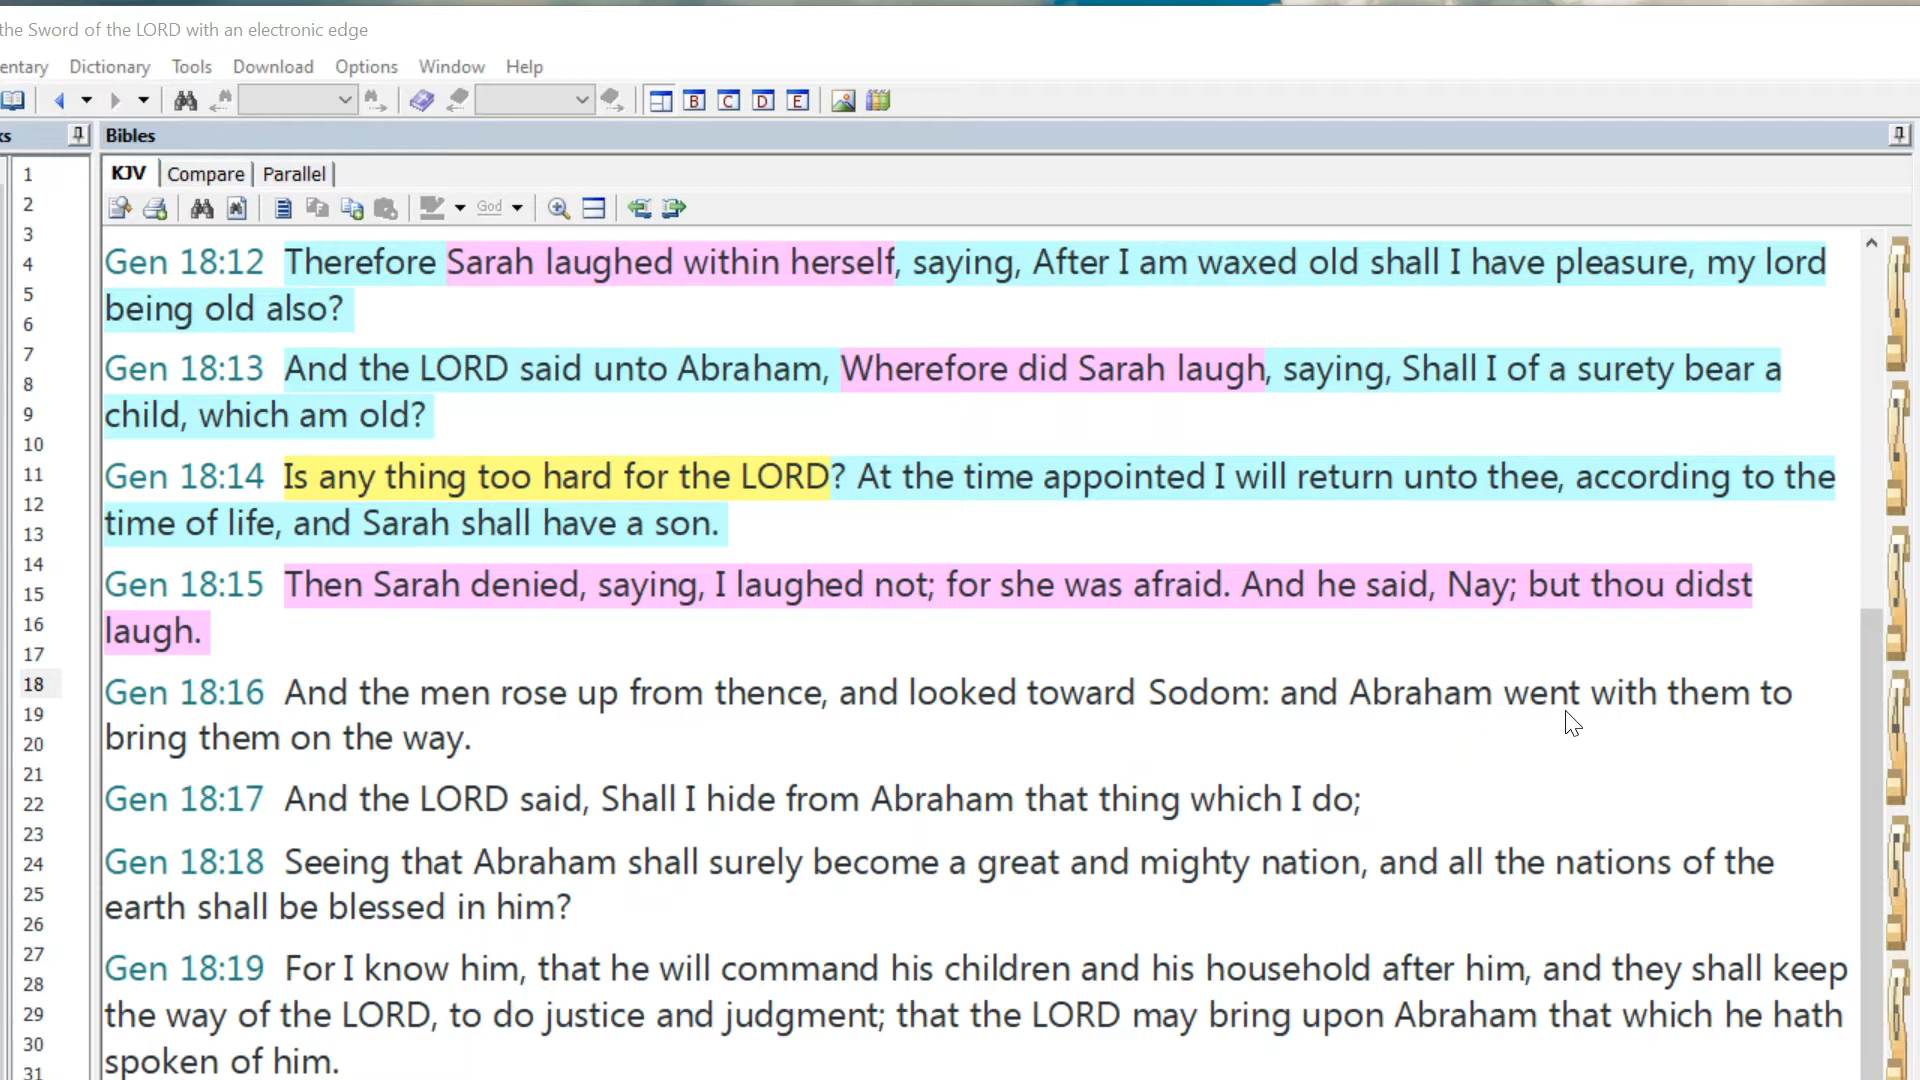 the Sword of the LORD with an electronic edge
entary Dictionary Tools Download Options Window Help
B C D E
ks
Bibles
KJV Compare Parallel
God
1
2
3
4
5
6
7
8
9
10
11
12
13
14
15
16
17
18
19
20
21
22
23
24
25
26
27
28
29
30
31
Gen 18:12 Therefore Sarah laughed within herself, saying, After I am waxed old shall I have pleasure, my lord
being old also?
Gen 18:13 And the LORD said unto Abraham, Wherefore did Sarah laugh, saying, Shall I of a surety bear a
child, which am old?
Gen 18:14 Is any thing too hard for the LORD? At the time appointed I will return unto thee, according to the
time of life, and Sarah shall have a son.
Gen 18:15 Then Sarah denied, saying, I laughed not; for she was afraid. And he said, Nay; but thou didst
laugh.
Gen 18:16 And the men rose up from thence, and looked toward Sodom: and Abraham went with them to
bring them on the way.
Gen 18:17 And the LORD said, Shall I hide from Abraham that thing which I do;
Gen 18:18 Seeing that Abraham shall surely become a great and mighty nation, and all the nations of the
earth shall be blessed in him?
Gen 18:19 For I know him, that he will command his children and his household after him, and they shall keep
the way of the LORD, to do justice and judgment; that the LORD may bring upon Abraham that which he hath
spoken of him.